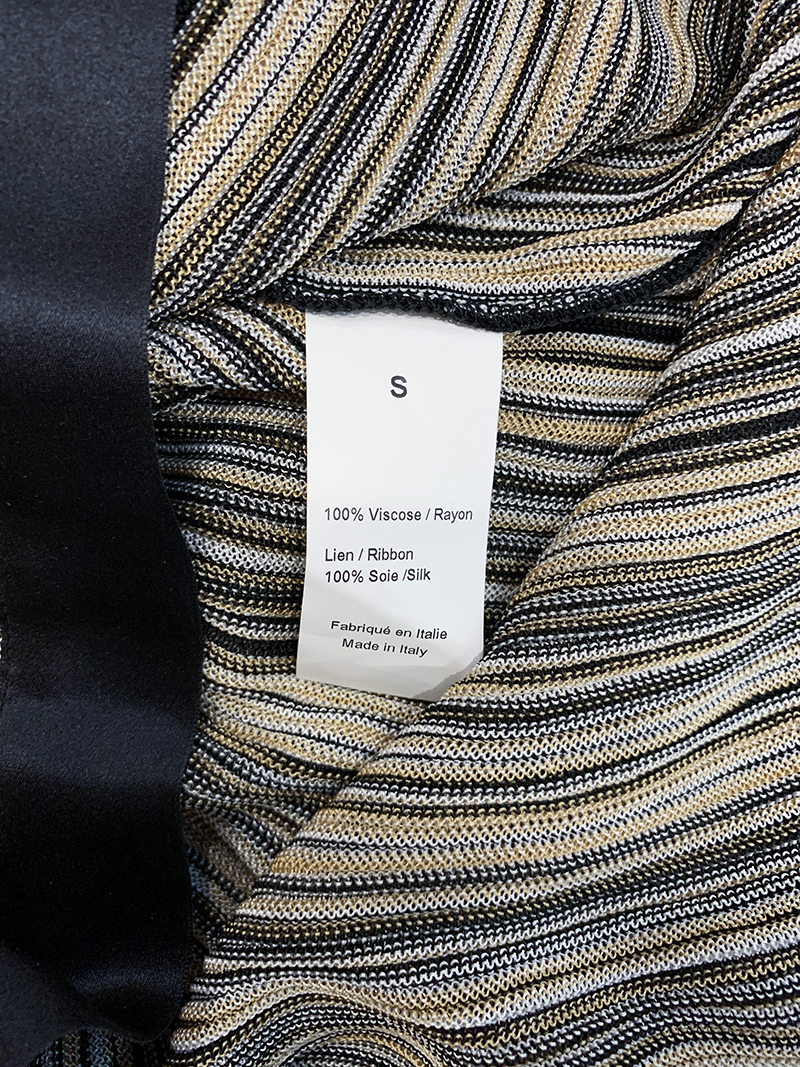 S
100% Viscose / Rayon
Lien / Ribbon
100% Soie /Silk
Fabriqué en Italie
Made in Italy